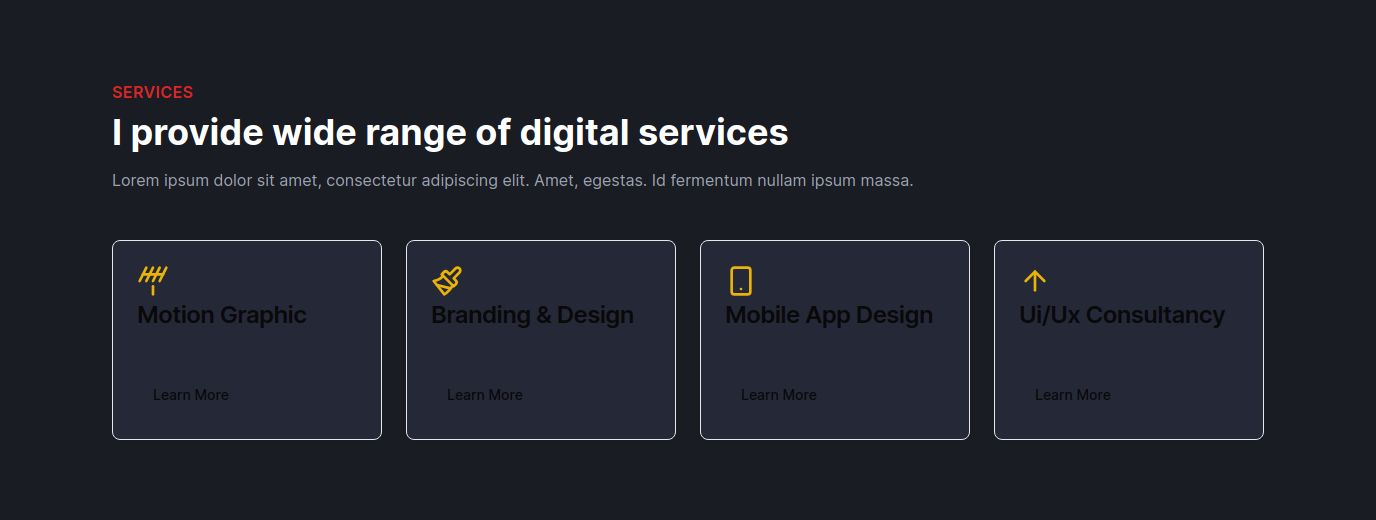 SERVICES
I provide wide range of digital services
Lorem ipsum dolor sit amet, consectetur adipiscing elit. Amet, egestas. Id fermentum nullam ipsum massa.
Motion Graphic
Learn More
Branding & Design
Learn More
Mobile App Design
Learn More
Ui/Ux Consultancy
Learn More